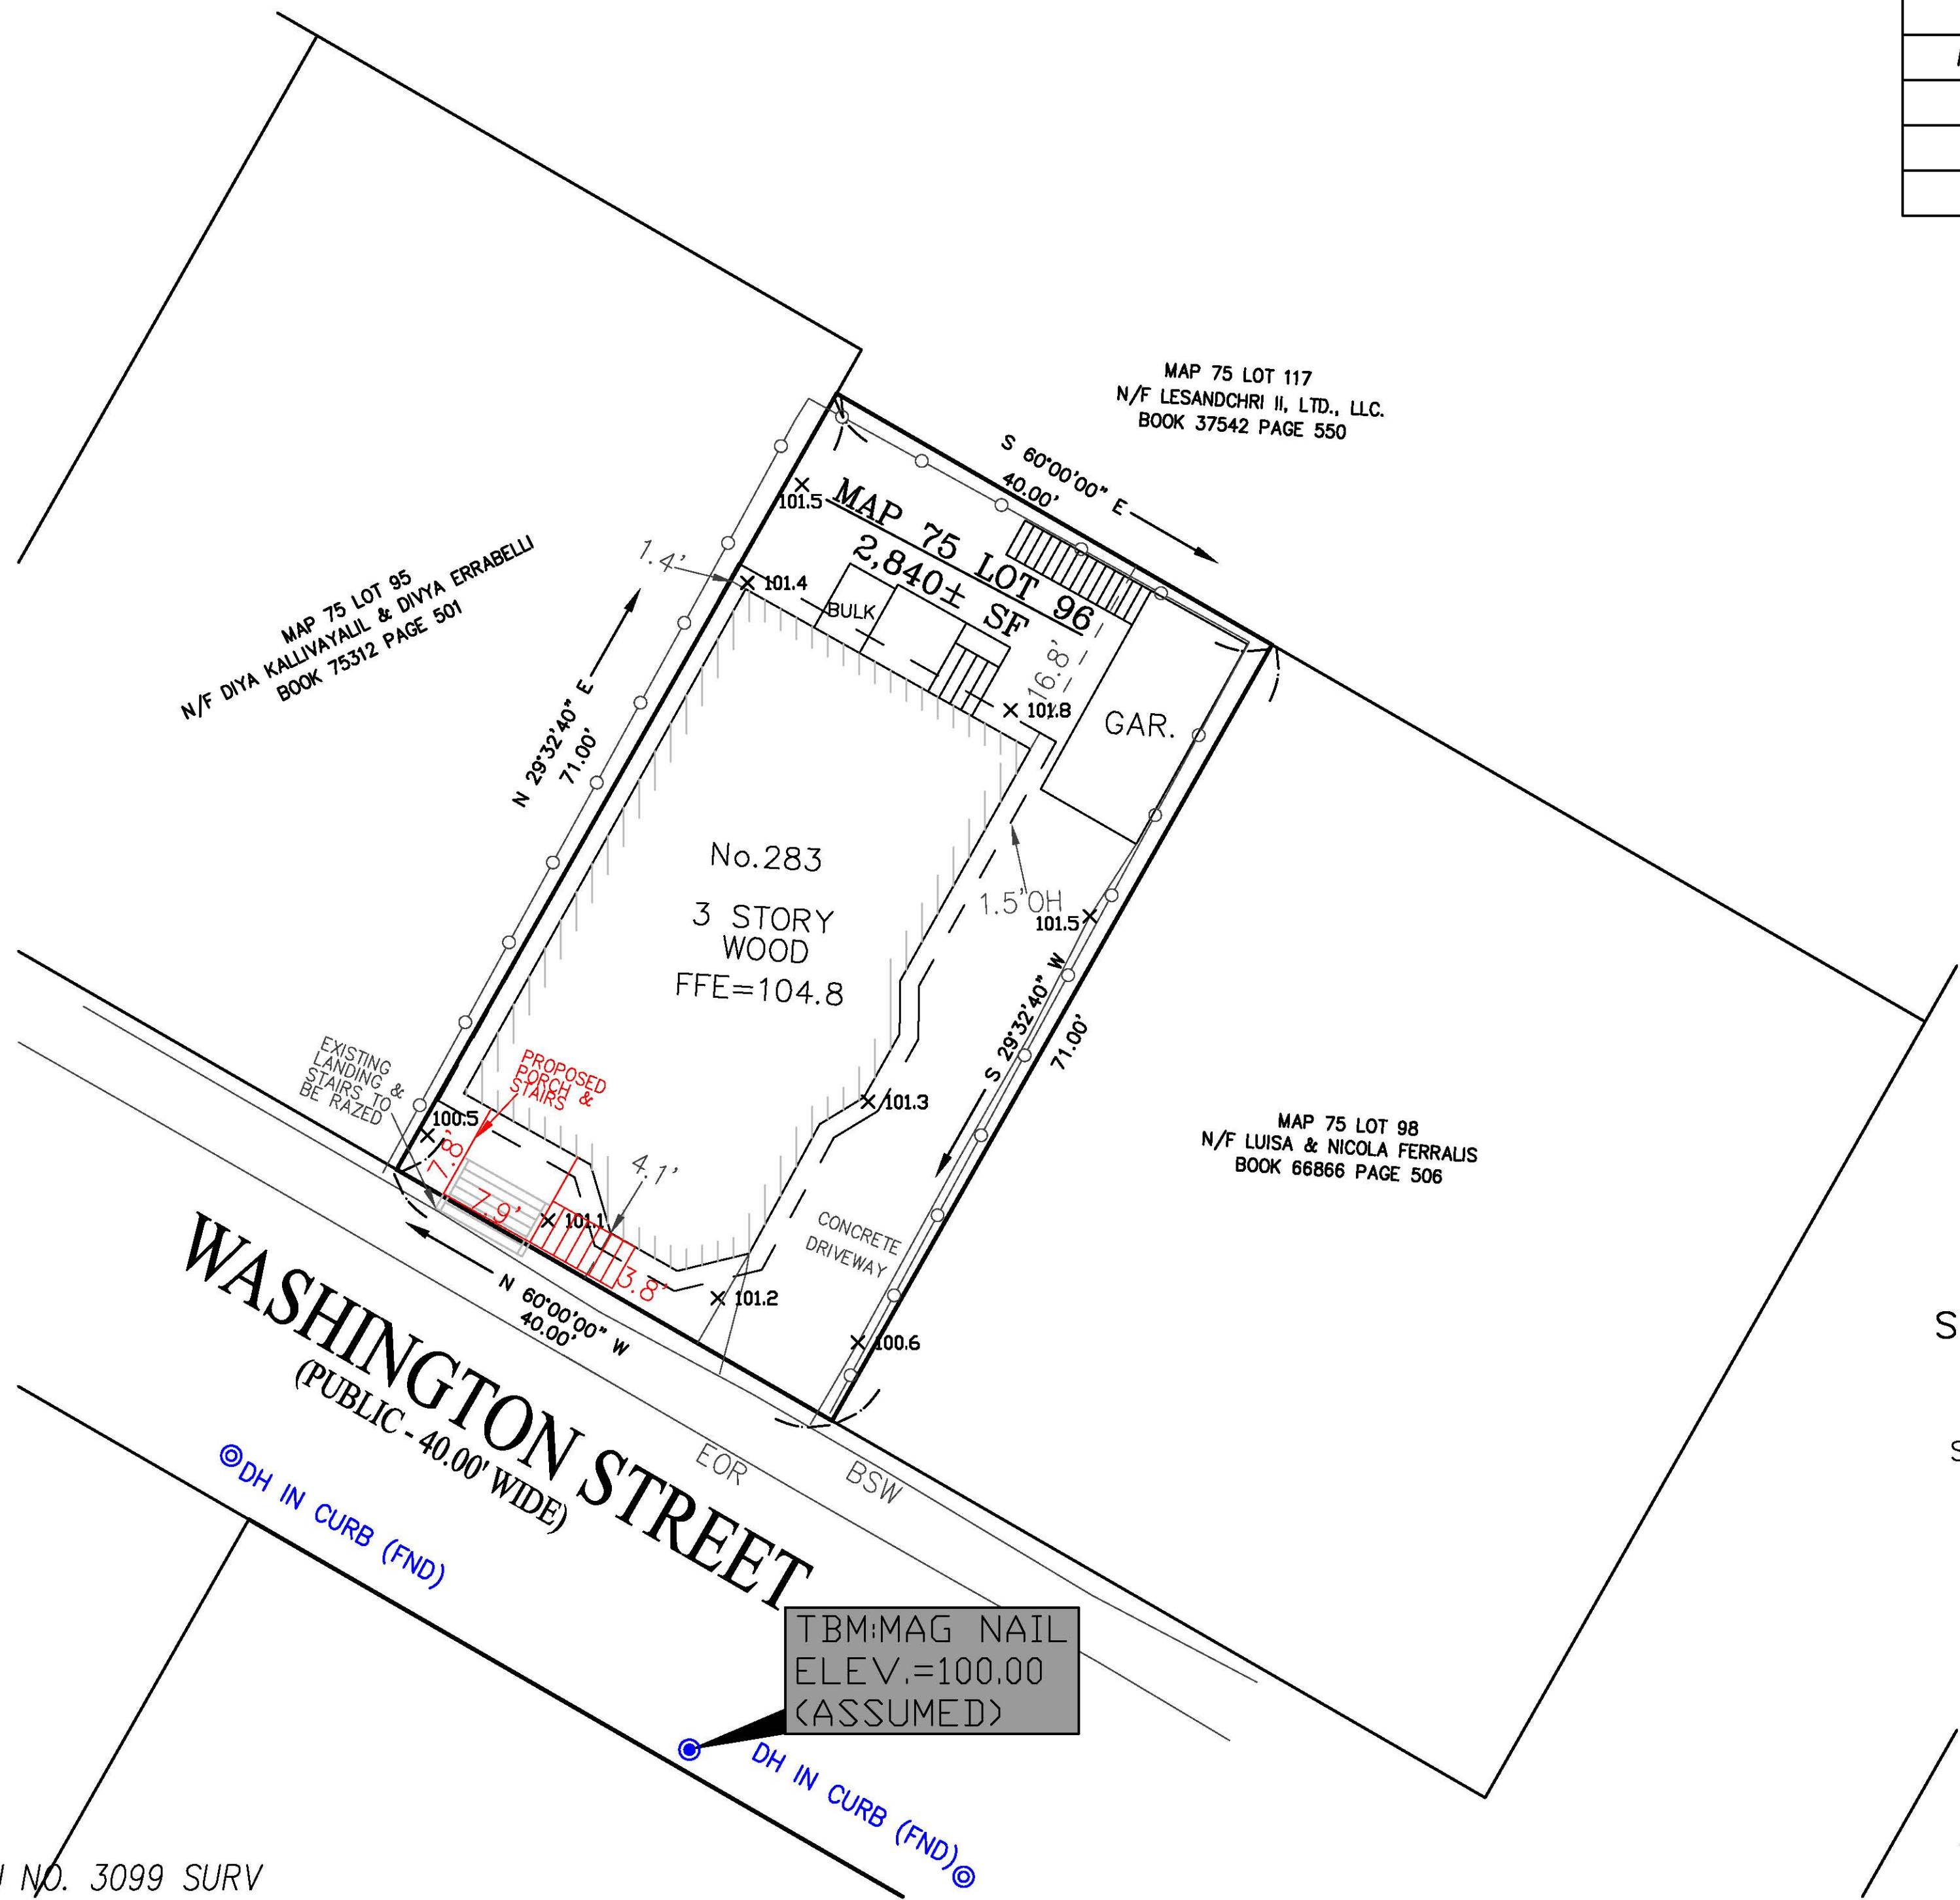 MAP 75 LOT 117
N/F LESANDCHRI II, LTD., LLC.
BOOK 37542 PAGE 550
S 60°00'00" E
40.00'
101.5
MAP 75 LOT 96
2,840± SF
1.4'
101.4
BULK
16.8'
101.8
GAR.
MAP 75 LOT 95
N/F DIYA KALLIVAYALIL & DIVYA ERRABELLI
BOOK 75312 PAGE 501
N 29°32'40" E
71.00'
No.283
3 STORY
WOOD
FFE=104.8
1.5'OH
101.5
S 29°32'40" W
71.00'
EXISTING
LANDING &
STAIRS TO
BE RAZED
PROPOSED
PORCH &
STAIRS
100.5
101.3
7.8'
4.1'
7.9'
101.1
3.8'
101.2
CONCRETE
DRIVEWAY
100.6
MAP 75 LOT 98
N/F LUISA & NICOLA FERRALIS
BOOK 66866 PAGE 506
N 60°00'00" W
40.00'
WASHINGTON STREET
(PUBLIC - 40.00' WIDE)
EOR
BSW
DH IN CURB (FND)
TBM:MAG NAIL
ELEV.=100.00
(ASSUMED)
DH IN CURB (FND)
NO. 3099 SURV
S
S